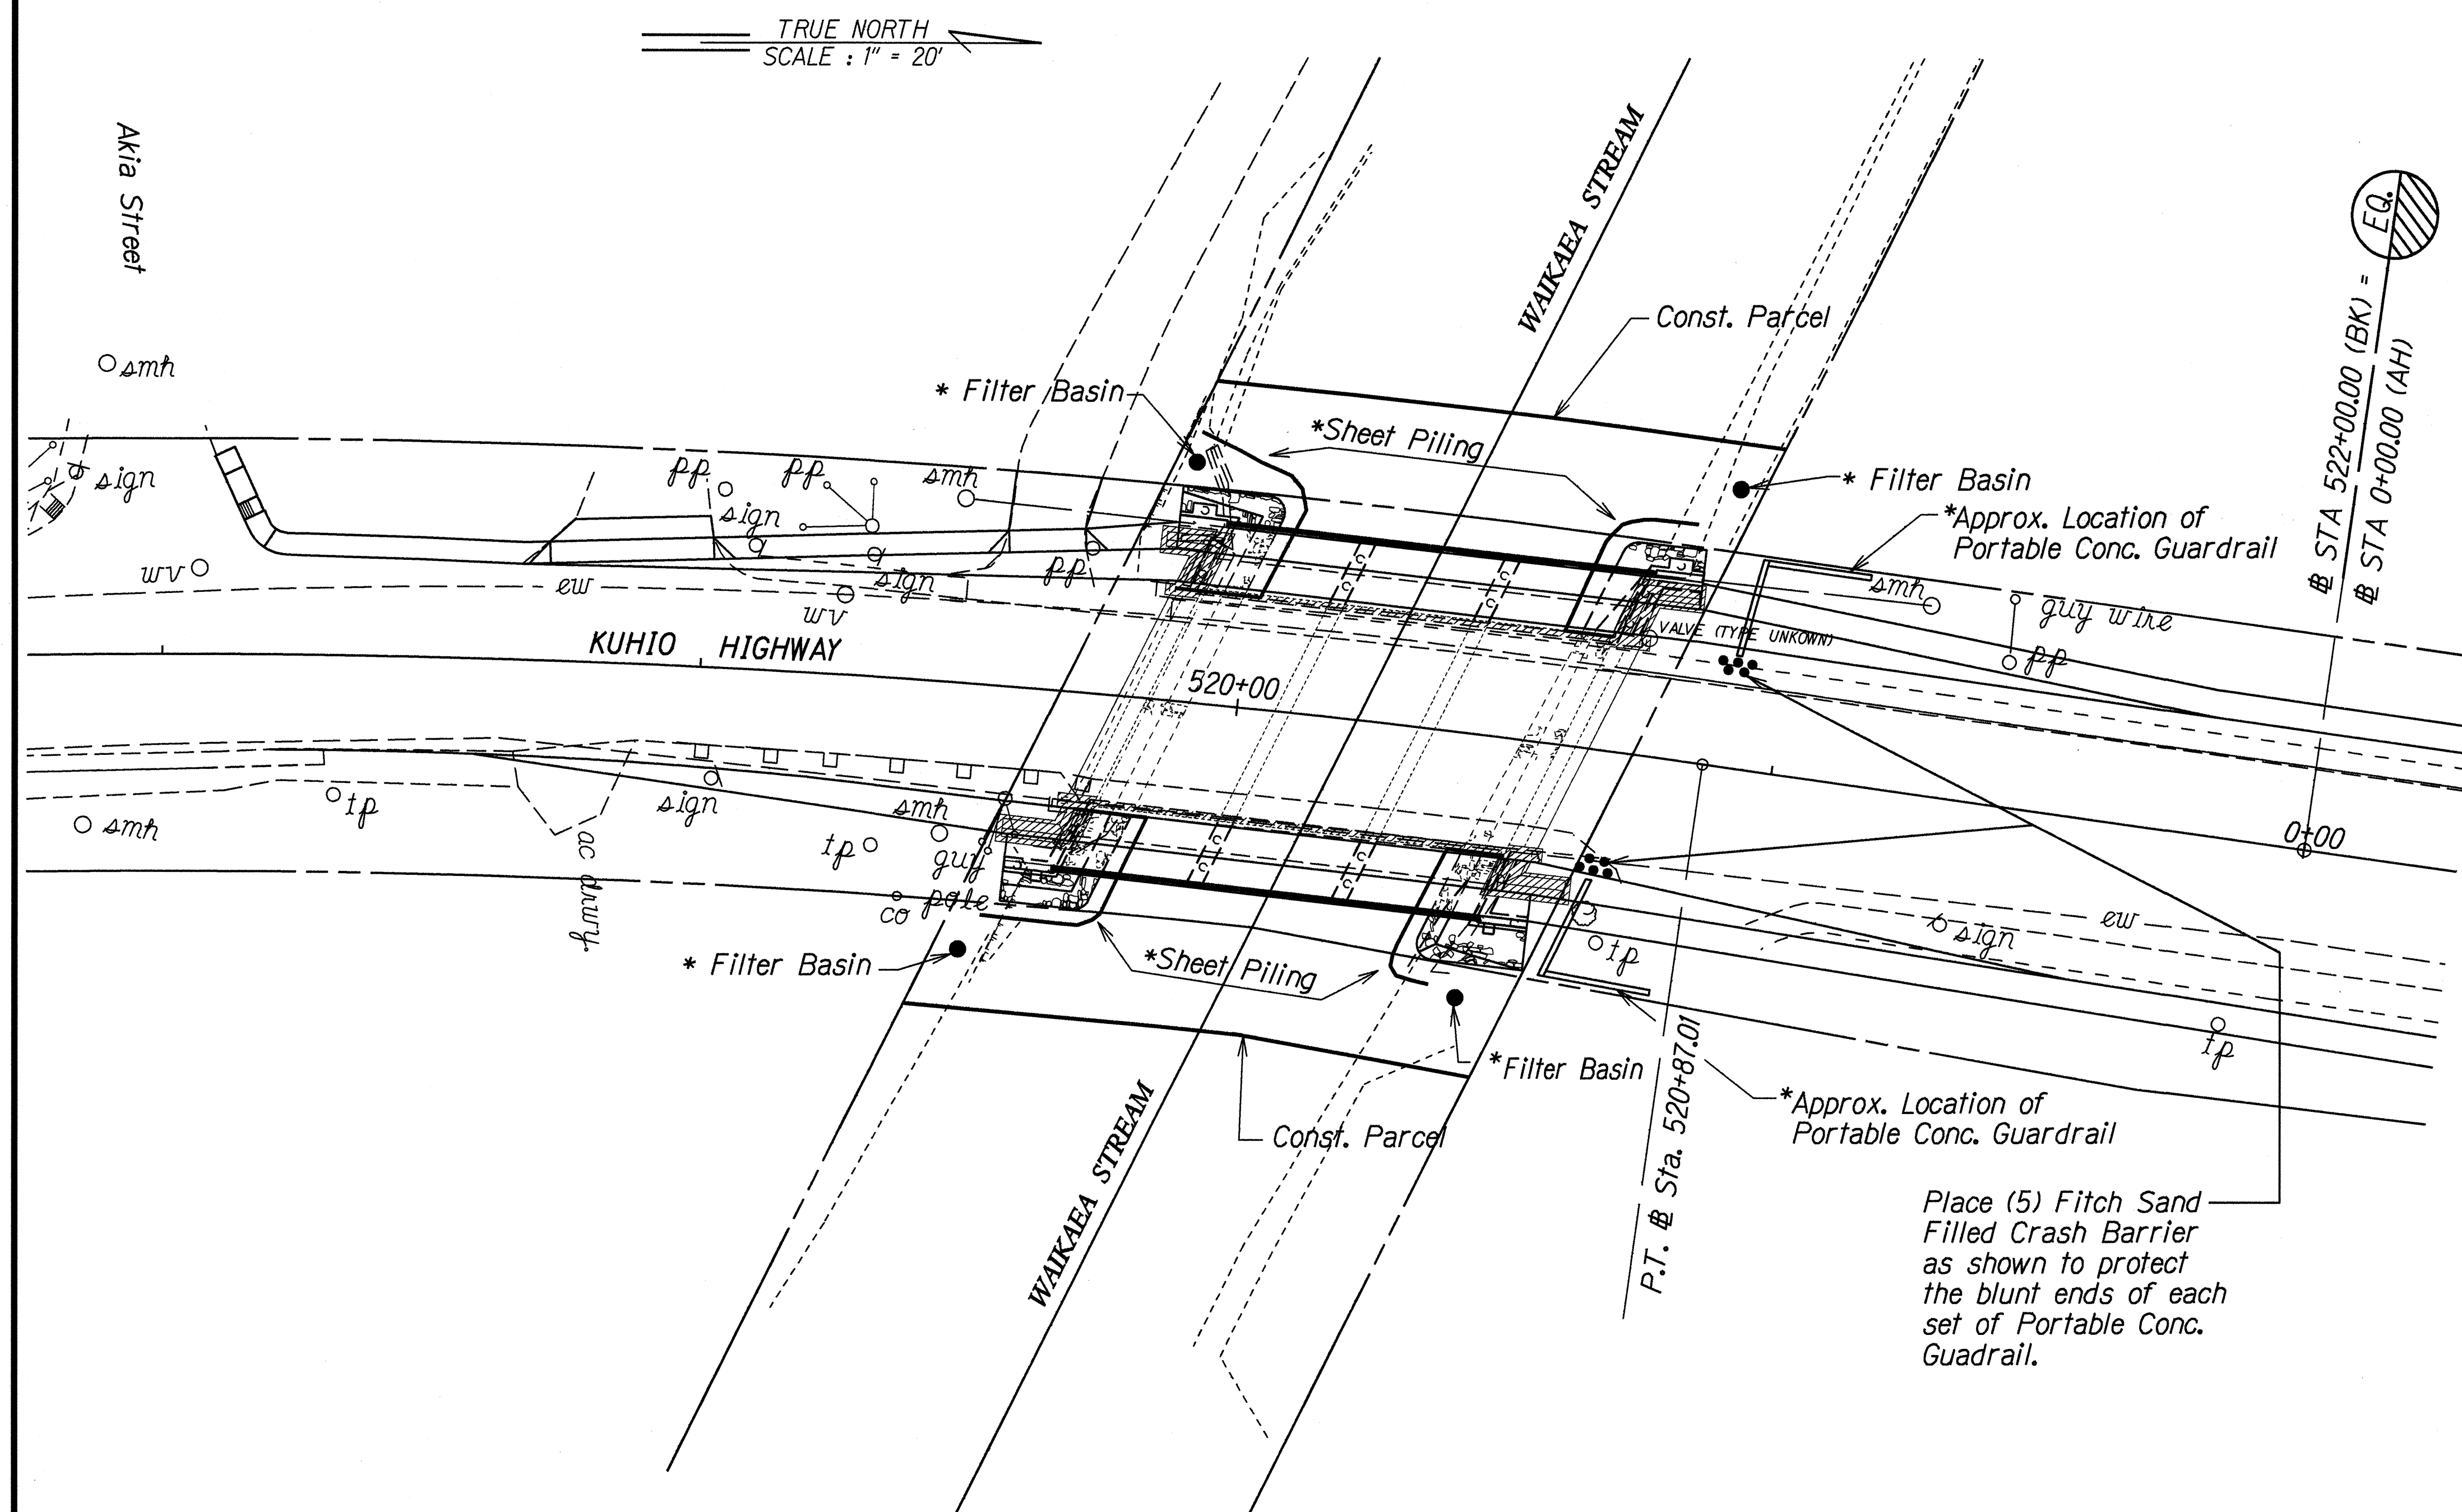 TRUE NORTH
SCALE : 1" = 20'
Akia Street
WAIKAEA STREAM
EQ.
℄ STA 522+00.00 (BK) =
℄ STA 0+00.00 (AH)
Const. Parcel
smh
* Filter Basin
*Sheet Piling
* Filter Basin
*Approx. Location of
Portable Conc. Guardrail
sign
pp
pp
smh
sign
wv
sign
pp
ew
wv
smh
guy wire
VALVE (TYPE UNKOWN)
pp
KUHIO HIGHWAY
520+00
0+00
tp
sign
smh
smh
tp
guy
pole *
co
ac drwy.
ew
sign
tp
* Filter Basin
*Sheet Piling
tp
*Filter Basin
P.T. ℄ Sta. 520+87.01
*Approx. Location of
Portable Conc. Guardrail
Const. Parcel
WAIKAEA STREAM
Place (5) Fitch Sand
Filled Crash Barrier
as shown to protect
the blunt ends of each
set of Portable Conc.
Guadrail.